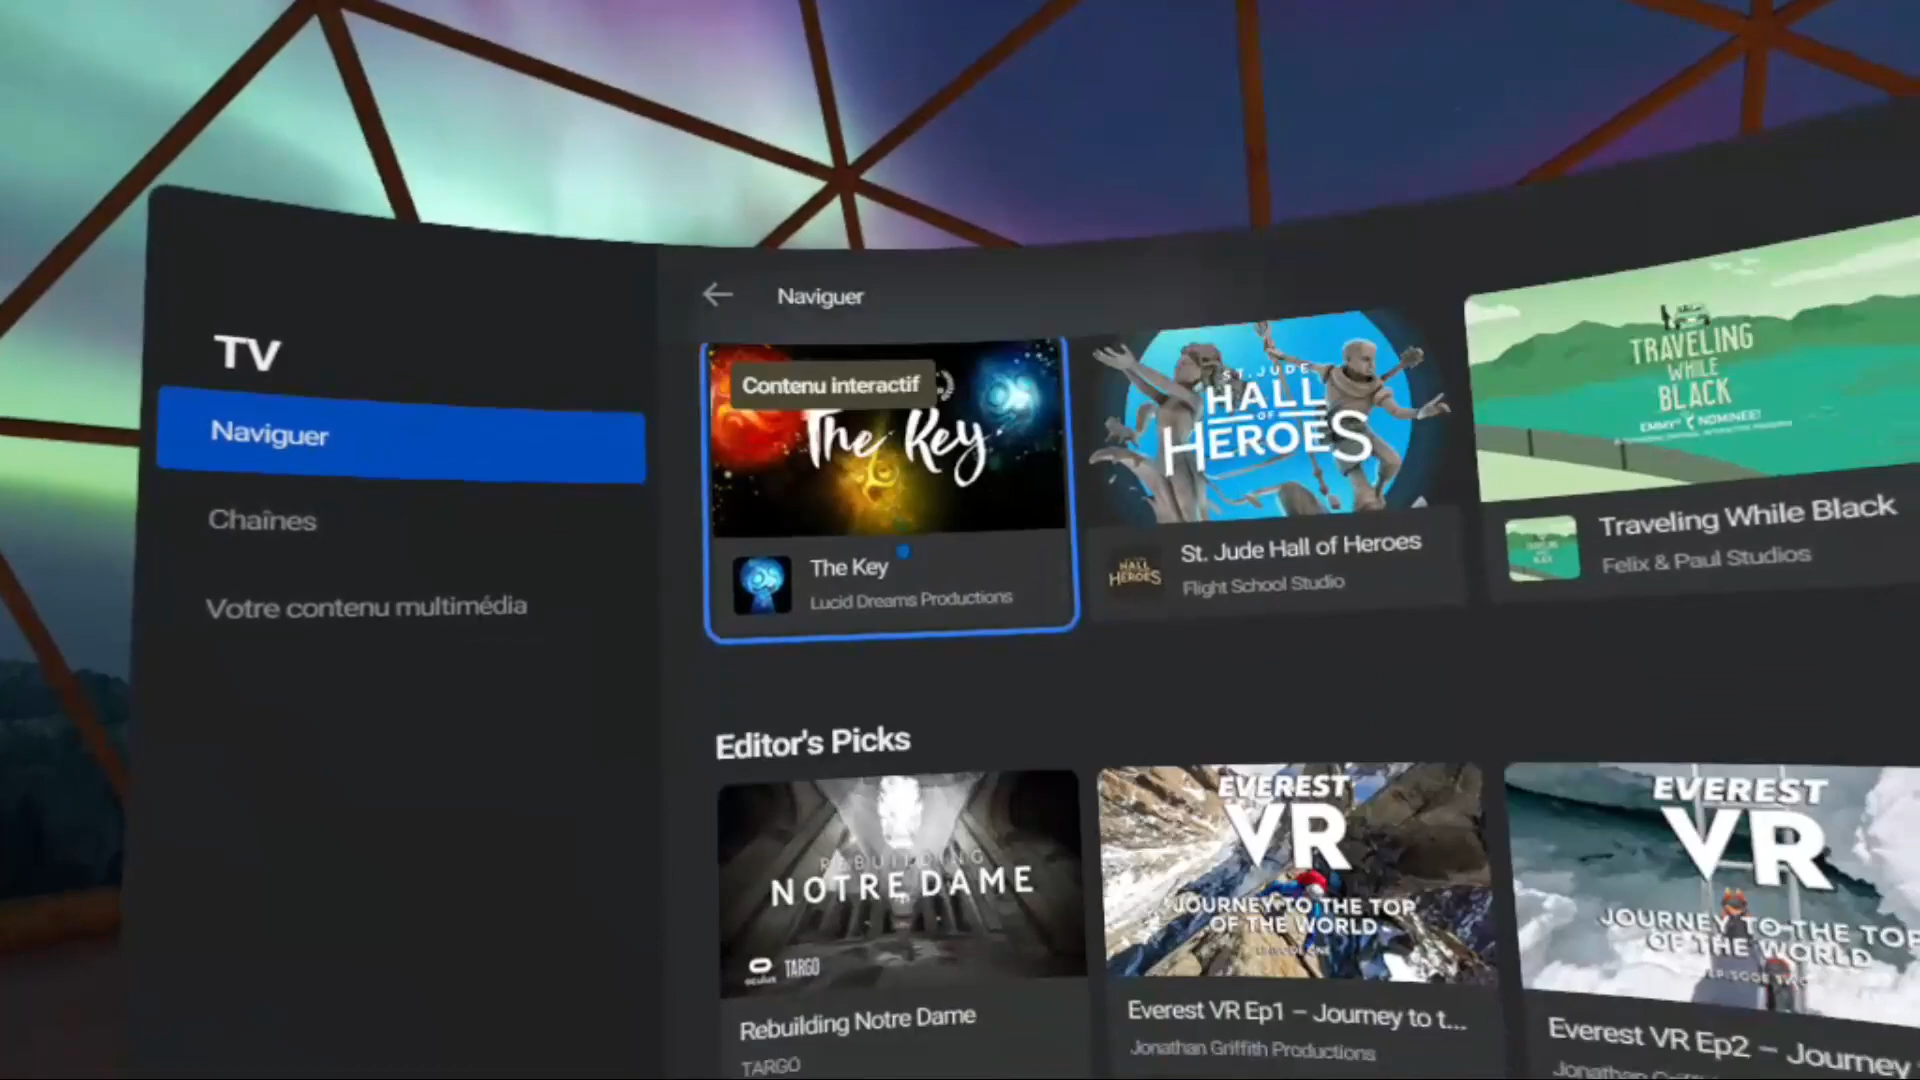 TV
Naviguer
Chaînes
Votre contenu multimédia
Naviguer
Contenu interactif
The Key
The Key
Lucid Dreams Productions
ST. JUDE
HALL
OF
HEROES
HALL
HEROES
St. Jude Hall of Heroes
Flight School Studio
TRAVELING
WHILE
BLACK
EMMY® NOMINEE!
Traveling While Black
Felix & Paul Studios
Editor's Picks
REBUILDING
NOTRE DAME
oculus TARGO
Rebuilding Notre Dame
TARGO
EVEREST
VR
JOURNEY TO THE TOP
OF THE WORLD
Everest VR Ep1 – Journey to t...
Jonathan Griffith Productions
EVEREST
VR
JOURNEY TO THE TOP
OF THE WORLD
Everest VR Ep2 – Journey
Jonathan